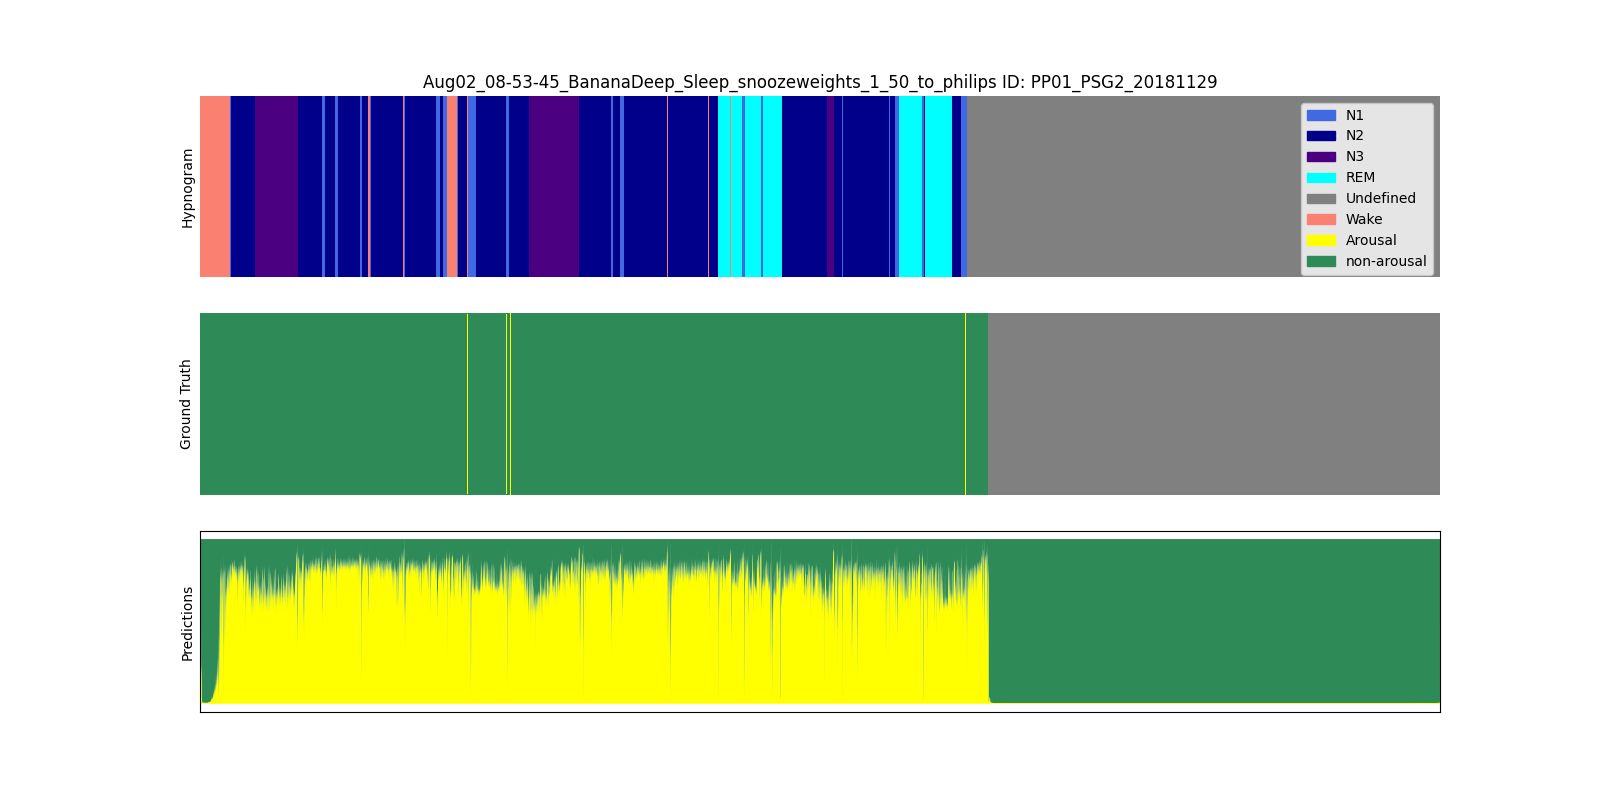 Aug02_08-53-45_BananaDeep_Sleep_snoozeweights_1_50_to_philips ID: PP01_PSG2_20181129
Hypnogram
N1
N2
N3
REM
Undefined
Wake
Arousal
non-arousal
Ground Truth
Predictions